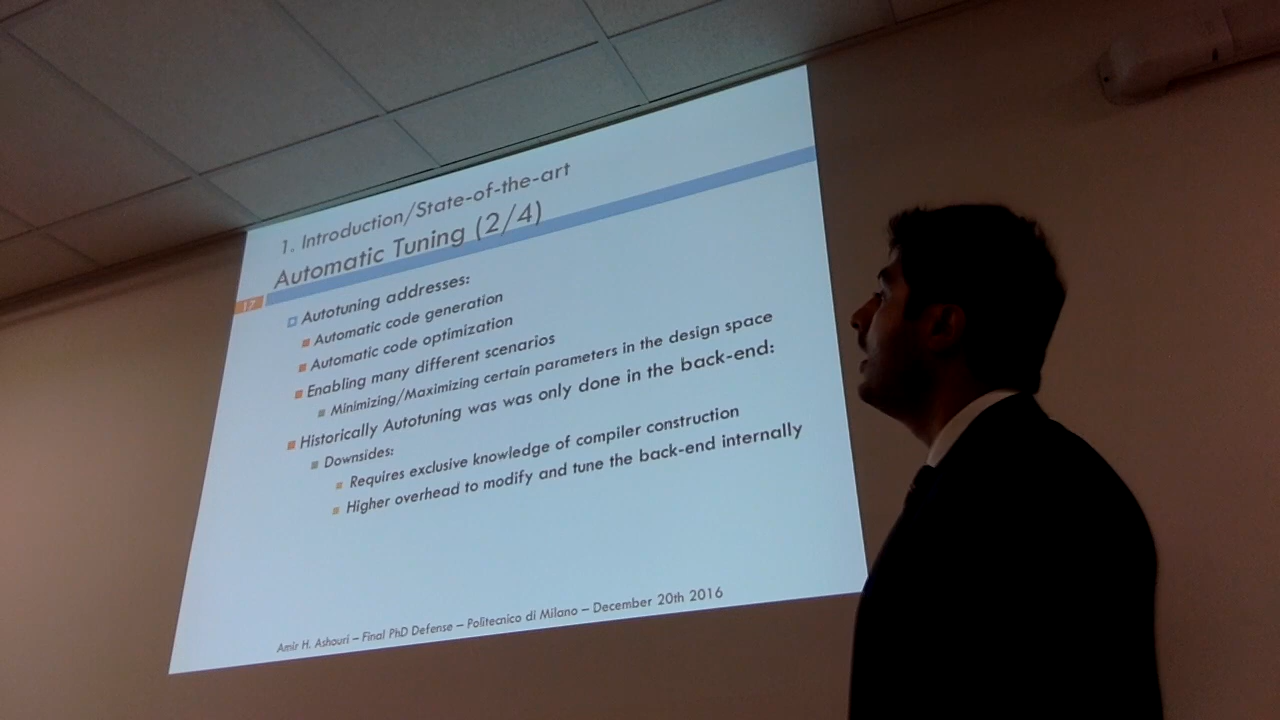 1. Introduction/State-of-the-art
Automatic Tuning (2/4)
17
Autotuning addresses:
Automatic code generation
Automatic code optimization
Enabling many different scenarios
Minimizing/Maximizing certain parameters in the design space
Historically Autotuning was was only done in the back-end:
Downsides:
Requires exclusive knowledge of compiler construction
Higher overhead to modify and tune the back-end internally
Amir H. Ashouri – Final PhD Defense – Politecnico di Milano – December 20th 2016